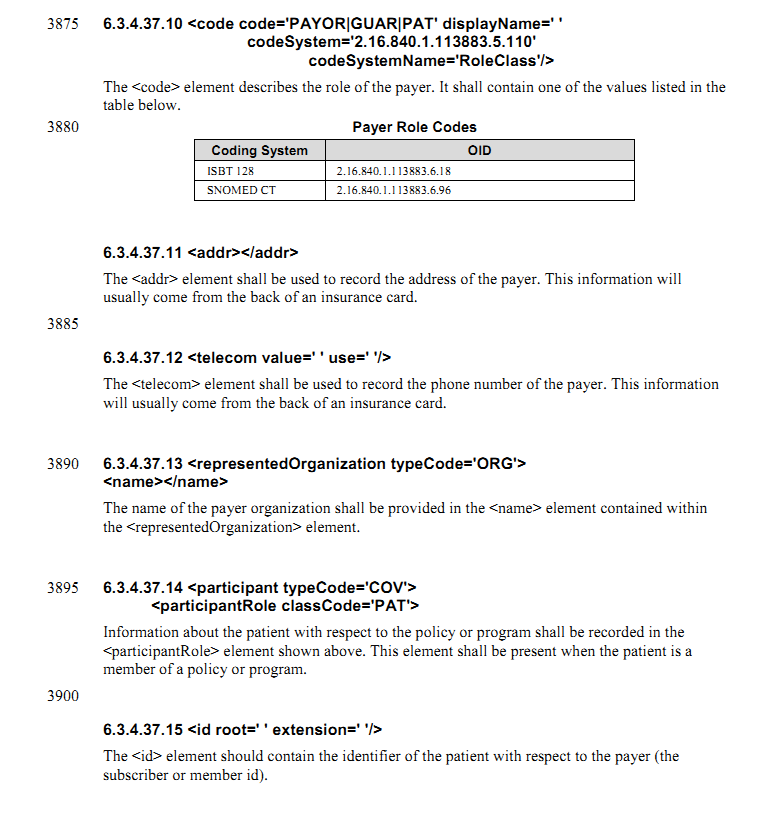 3875 6.3.4.37.10 <code code='PAYOR|GUAR|PAT' displayName=' '
codeSystem='2.16.840.1.113883.5.110'
codeSystemName='RoleClass'/>
The <code> element describes the role of the payer. It shall contain one of the values listed in the
table below.
3880 Payer Role Codes
Coding System OID
ISBT 128 2.16.840.1.113883.6.18
SNOMED CT 2.16.840.1.113883.6.96
6.3.4.37.11 <addr></addr>
The <addr> element shall be used to record the address of the payer. This information will
usually come from the back of an insurance card.
3885
6.3.4.37.12 <telecom value=' ' use=' '/>
The <telecom> element shall be used to record the phone number of the payer. This information
will usually come from the back of an insurance card.
3890 6.3.4.37.13 <representedOrganization typeCode='ORG'>
<name></name>
The name of the payer organization shall be provided in the <name> element contained within
the <representedOrganization> element.
3895 6.3.4.37.14 <participant typeCode='COV'>
<participantRole classCode='PAT'>
Information about the patient with respect to the policy or program shall be recorded in the
<participantRole> element shown above. This element shall be present when the patient is a
member of a policy or program.
3900
6.3.4.37.15 <id root=' ' extension=' '/>
The <id> element should contain the identifier of the patient with respect to the payer (the
subscriber or member id).